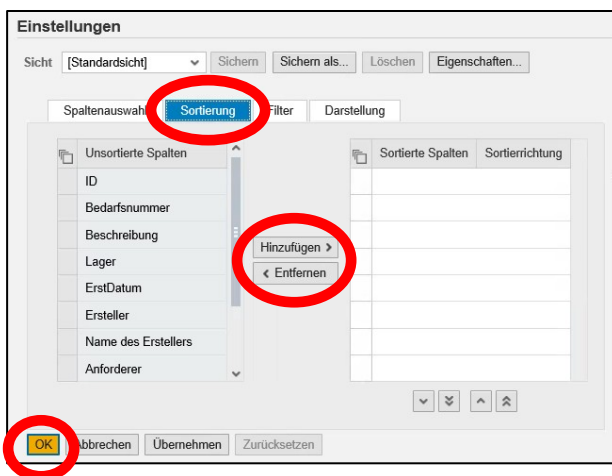 Einstellungen
Sicht [Standardsicht] Sichern Sichern als... Löschen Eigenschaften...
Spaltenauswahl Sortierung Filter Darstellung
Unsortierte Spalten
ID
Bedarfsnummer
Beschreibung
Lager
ErstDatum
Ersteller
Name des Erstellers
Anforderer
Hinzufügen
Entfernen
Sortierte Spalten Sortierrichtung
OK Abbrechen Übernehmen Zurücksetzen